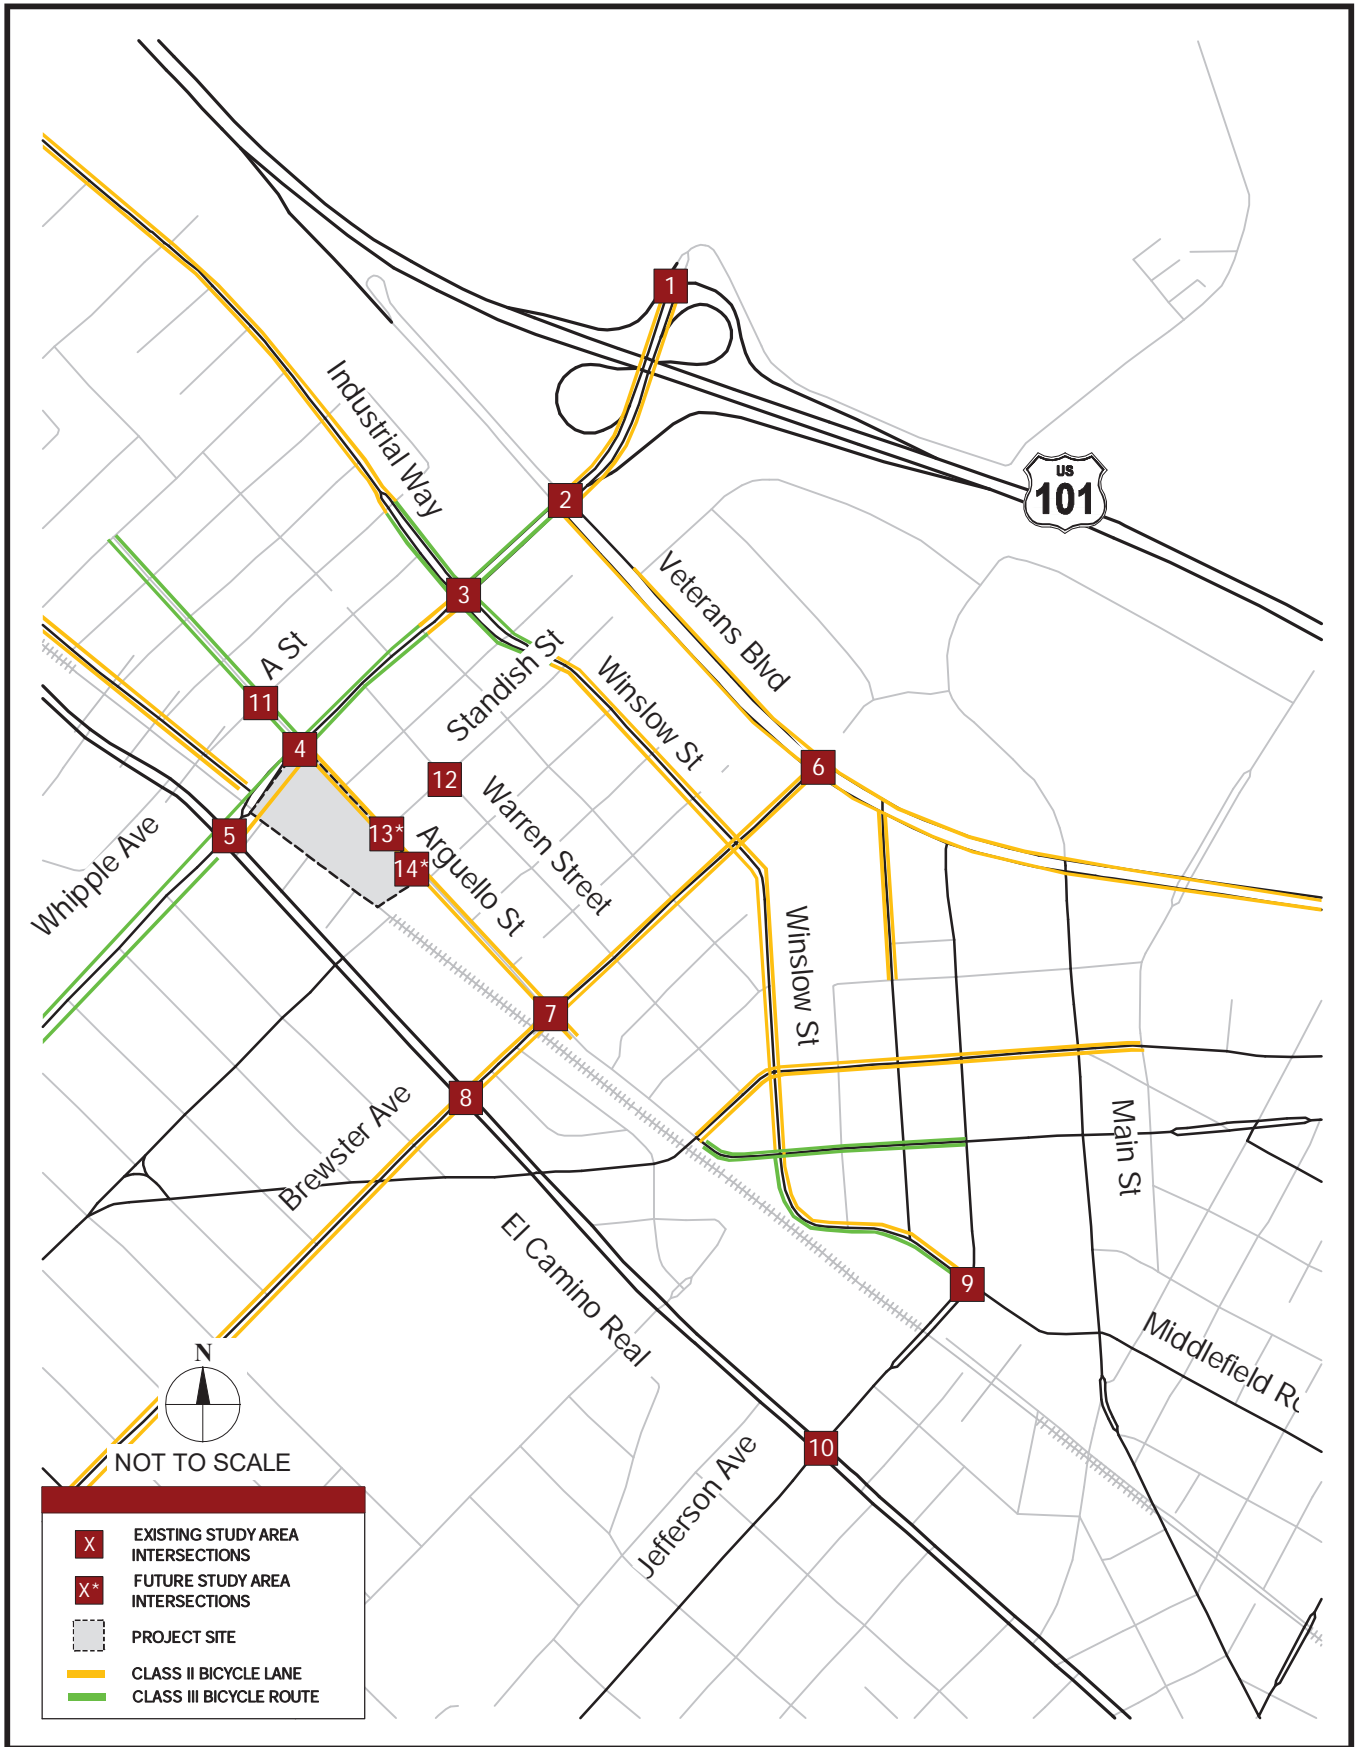 1
Industrial Way
US
101
2
Veterans Blvd
3
A St
Standish St
Winslow St
11
4
12
6
Warren Street
13*
5
Arguello St
14*
Whipple Ave
Winslow St
7
8
Brewster Ave
Main St
El Camino Real
9
Middlefield
N
NOT TO SCALE
10
Jefferson Ave
X
EXISTING STUDY AREA
INTERSECTIONS
X*
FUTURE STUDY AREA
INTERSECTIONS
PROJECT SITE
CLASS II BICYCLE LANE
CLASS III BICYCLE ROUTE